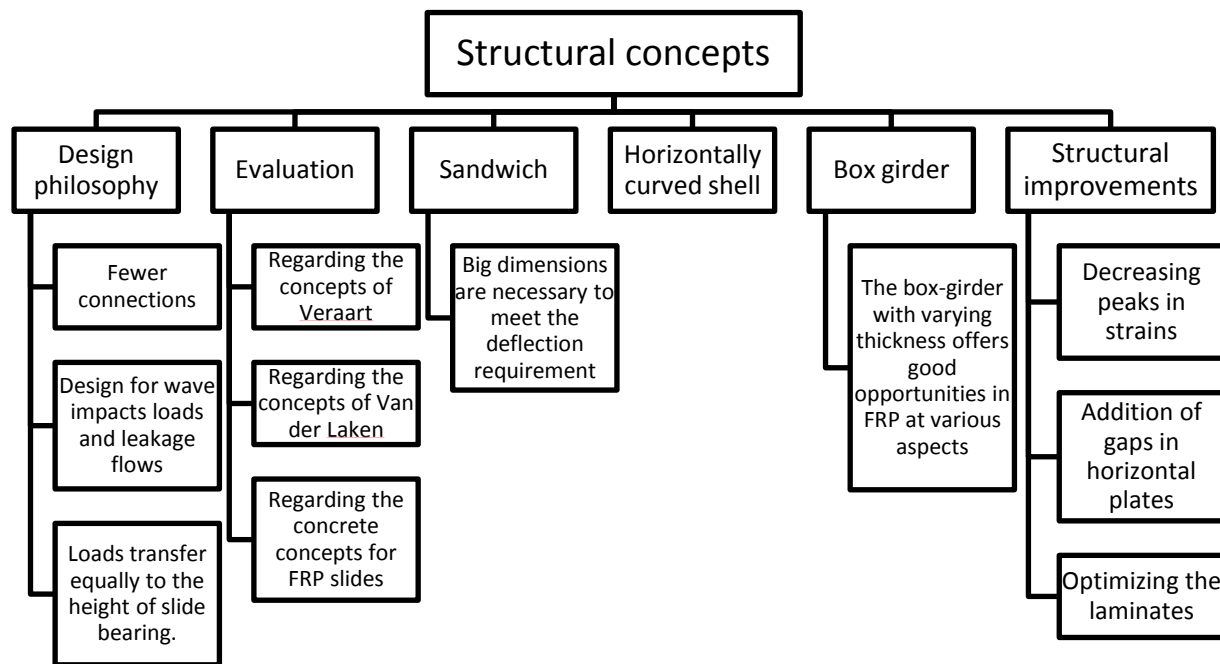 Structural concepts
Design
philosophy
Fewer
connections
Design for wave
impacts loads
and leakage
flows
Loads transfer
equally to the
height of slide
bearing.
Evaluation
Regarding the
concepts of
Veraart
Regarding the
concepts of Van
der Laken
Regarding the
concrete
concepts for
FRP slides
Sandwich
Big dimensions
are necessary to
meet the
deflection
requirement
Horizontally
curved shell
Box girder
The box-girder
with varying
thickness offers
good
opportunities in
FRP at various
aspects
Structural
improvements
Decreasing
peaks in
strains
Addition of
gaps in
horizontal
plates
Optimizing the
laminates